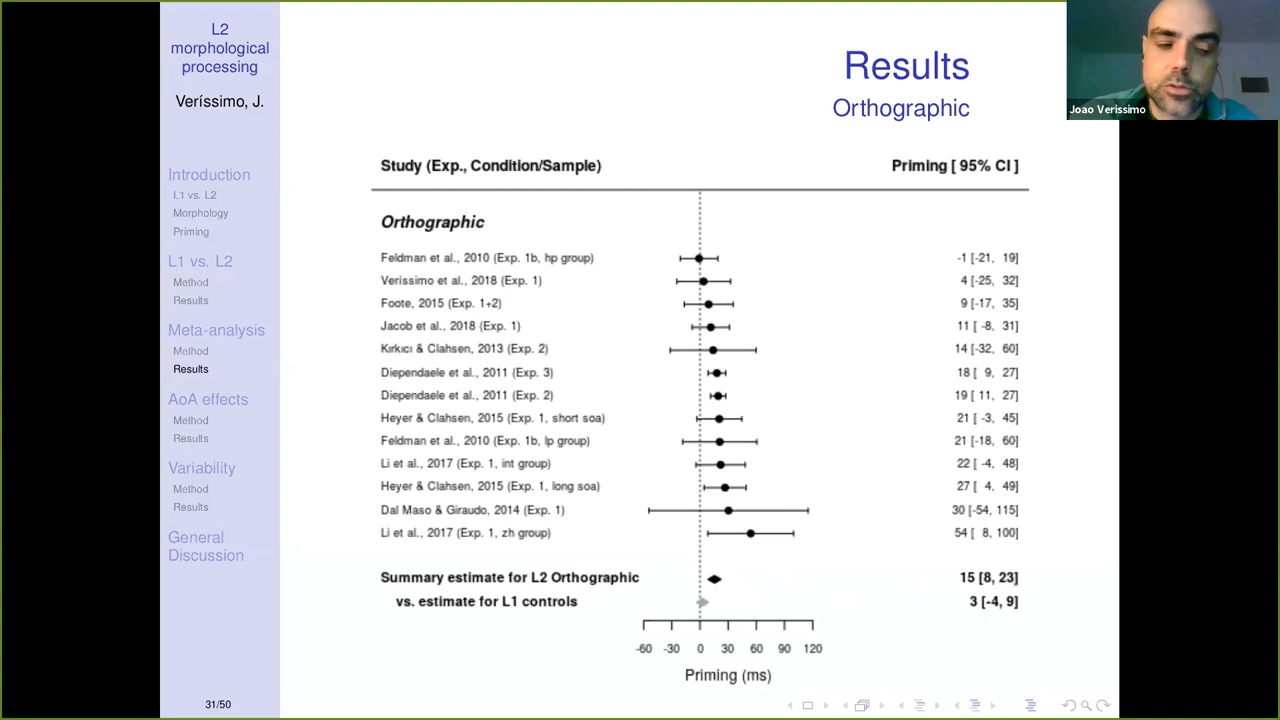 L2
morphological
processing
Veríssimo, J.
Introduction
L1 vs. L2
Morphology
Priming
L1 vs. L2
Method
Results
Meta-analysis
Method
Results
AoA effects
Method
Results
Variability
Method
Results
General
Discussion
31/50
Results
Orthographic
Joao Verissimo
Study (Exp., Condition/Sample) Priming [ 95% CI ]
Orthographic
Feldman et al., 2010 (Exp. 1b, hp group) -1 [-21, 19]
Veríssimo et al., 2018 (Exp. 1) 4 [-25, 32]
Foote, 2015 (Exp. 1+2) 9 [-17, 35]
Jacob et al., 2018 (Exp. 1) 11 [ -8, 31]
Kırkıcı & Clahsen, 2013 (Exp. 2) 14 [-32, 60]
Diependaele et al., 2011 (Exp. 3) 18 [ 9, 27]
Diependaele et al., 2011 (Exp. 2) 19 [ 11, 27]
Heyer & Clahsen, 2015 (Exp. 1, short soa) 21 [ -3, 45]
Feldman et al., 2010 (Exp. 1b, lp group) 21 [-18, 60]
Li et al., 2017 (Exp. 1, int group) 22 [ -4, 48]
Heyer & Clahsen, 2015 (Exp. 1, long soa) 27 [ 4, 49]
Dal Maso & Giraudo, 2014 (Exp. 1) 30 [-54, 115]
Li et al., 2017 (Exp. 1, zh group) 54 [ 8, 100]
Summary estimate for L2 Orthographic 15 [8, 23]
vs. estimate for L1 controls 3 [-4, 9]
-60 -30 0 30 60 90 120
Priming (ms)